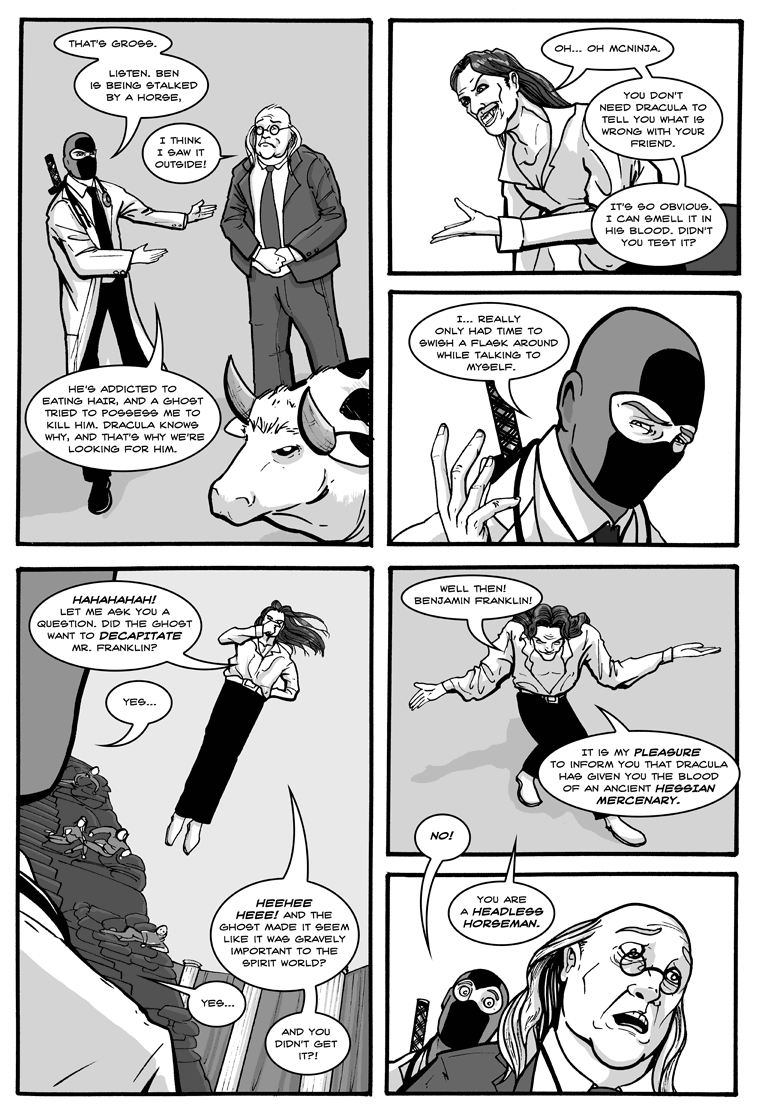 THAT'S GROSS.
LISTEN. BEN
IS BEING STALKED
BY A HORSE,
I THINK
I SAW IT
OUTSIDE!
HE'S ADDICTED TO
EATING HAIR, AND A GHOST
TRIED TO POSSESS ME TO
KILL HIM. DRACULA KNOWS
WHY, AND THAT'S WHY WE'RE
LOOKING FOR HIM.
OH... OH MCNINJA.
YOU DON'T
NEED DRACULA TO
TELL YOU WHAT IS
WRONG WITH YOUR
FRIEND.
IT'S SO OBVIOUS.
I CAN SMELL IT IN
HIS BLOOD. DIDN'T
YOU TEST IT?
I... REALLY
ONLY HAD TIME TO
SWISH A FLASK AROUND
WHILE TALKING TO
MYSELF.
HAHAHAHAH!
LET ME ASK YOU A
QUESTION. DID THE GHOST
WANT TO DECAPITATE
MR. FRANKLIN?
YES...
HEEHEE
HEEE! AND THE
GHOST MADE IT SEEM
LIKE IT WAS GRAVELY
IMPORTANT TO THE
SPIRIT WORLD?
YES...
AND YOU
DIDN'T GET
IT?!
WELL THEN!
BENJAMIN FRANKLIN!
IT IS MY PLEASURE
TO INFORM YOU THAT DRACULA
HAS GIVEN YOU THE BLOOD
OF AN ANCIENT HESSIAN
MERCENARY.
YOU ARE
A HEADLESS
HORSEMAN.
NO!